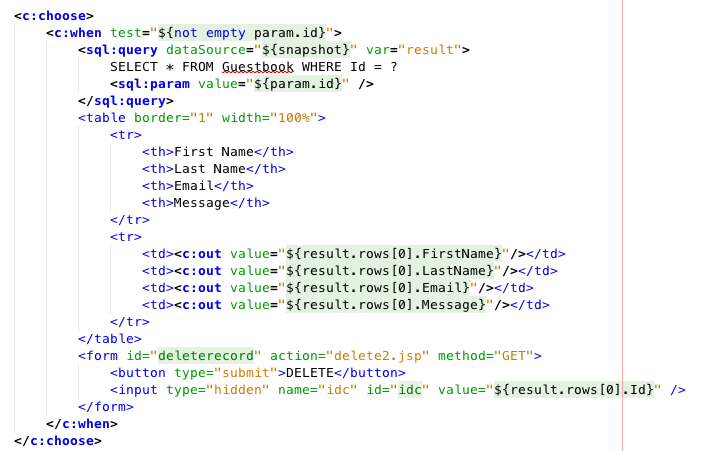 <c:choose>
<c:when test="${not empty param.id}">
<sql:query dataSource="${snapshot}" var="result">
SELECT * FROM Guestbook WHERE Id = ?
<sql:param value="${param.id}" />
</sql:query>
<table border="1" width="100%">
<tr>
<th>First Name</th>
<th>Last Name</th>
<th>Email</th>
<th>Message</th>
</tr>
<tr>
<td><c:out value="${result.rows[0].FirstName}"/></td>
<td><c:out value="${result.rows[0].LastName}"/></td>
<td><c:out value="${result.rows[0].Email}"/></td>
<td><c:out value="${result.rows[0].Message}"/></td>
</tr>
</table>
<form id="deleterecord" action="delete2.jsp" method="GET">
<button type="submit">DELETE</button>
<input type="hidden" name="idc" id="idc" value="${result.rows[0].Id}" />
</form>
</c:when>
</c:choose>